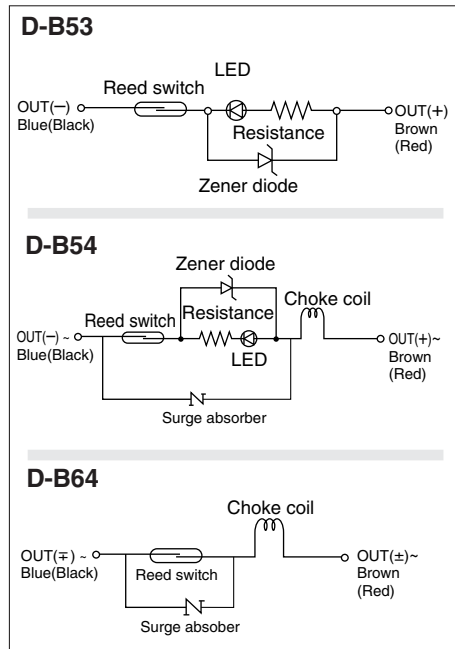 D-B53
LED
Reed switch
OUT(−)
Blue(Black)
OUT(+)
Brown
(Red)
Resistance
Zener diode
D-B54
Zener diode
Choke coil
Reed switch
Resistance
OUT(−) ~
Blue(Black)
LED
OUT(+)~
Brown
(Red)
Surge absorber
D-B64
Choke coil
OUT(∓) ~
Blue(Black)
Reed switch
OUT(±)~
Brown
(Red)
Surge absober